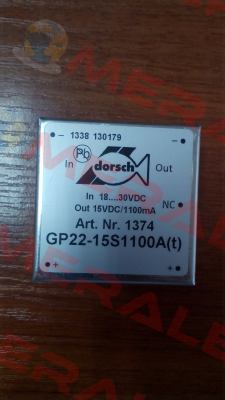 - 1338 130179 -
Pb
In dorsch Out
In 18....30VDC
Out 15VDC/1100mA
NC
Art. Nr. 1374
GP22-15S1100A(t)
+ +